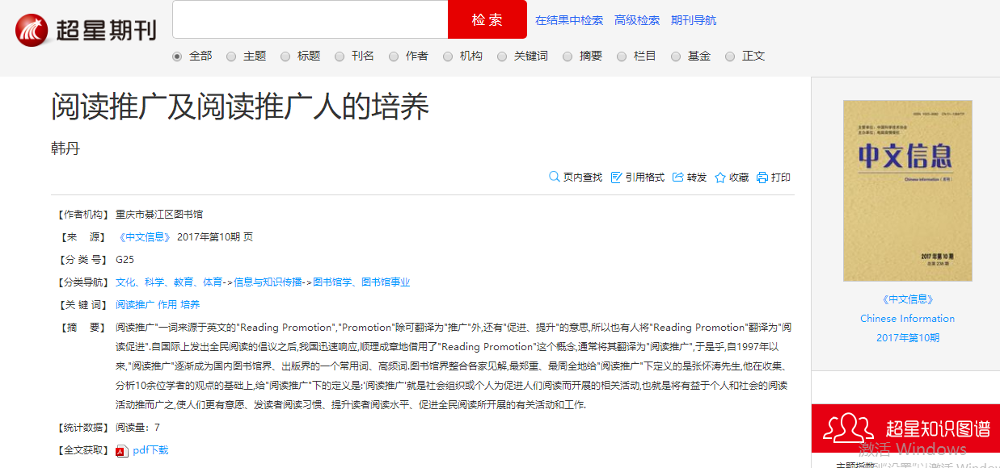 超星期刊
检 索
在结果中检索 高级检索 期刊导航
全部 主题 标题 刊名 作者 机构 关键词 摘要 栏目 基金 正文
阅读推广及阅读推广人的培养
韩丹
页内查找 引用格式 转发 收藏 打印
【作者机构】 重庆市綦江区图书馆
【来 源】 《中文信息》 2017年第10期 页
【分 类 号】 G25
【分类导航】 文化、科学、教育、体育->信息与知识传播->图书馆学、图书馆事业
【关 键 词】 阅读推广 作用 培养
【摘 要】 阅读推广"一词来源于英文的"Reading Promotion","Promotion"除可翻译为"推广"外,还有"促进、提升"的意思,所以也有人将"Reading Promotion"翻译为"阅
读促进".自国际上发出全民阅读的倡议之后,我国迅速响应,顺理成章地借用了"Reading Promotion"这个概念,通常将其翻译为"阅读推广",于是乎,自1997年以
来,"阅读推广"逐渐成为国内图书馆界、出版界的一个常用词、高频词.图书馆界整合各家见解,最郑重、最周全地给"阅读推广"下定义的是张怀涛先生,他在收集、
分析10余位学者的观点的基础上,给"阅读推广"下的定义是:'阅读推广'就是社会组织或个人为促进人们阅读而开展的相关活动,也就是将有益于个人和社会的阅读
活动推而广之,使人们更有意愿、发读者阅读习惯、提升读者阅读水平、促进全民阅读所开展的有关活动和工作.
【统计数据】 阅读量：7
【全文获取】 pdf下载
中文信息
Chinese Information
2017 年第 10 期
总第 236 期
《中文信息》
Chinese Information
2017年第10期
超星知识图谱
激活 Windows
主题指数